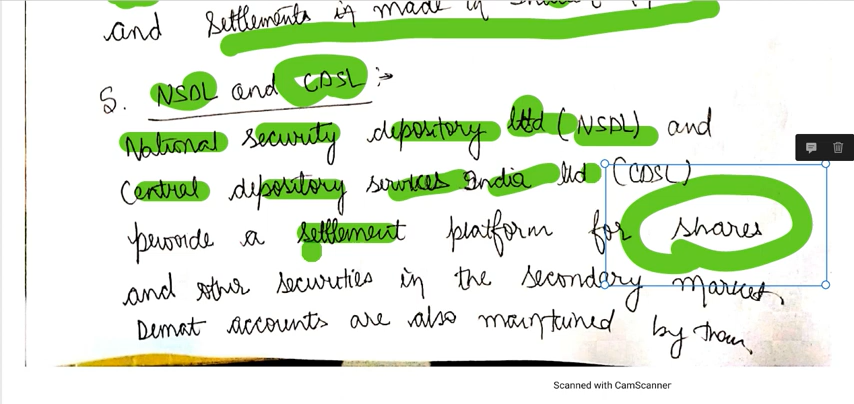 and Settlements is made in
5. NSDL and CDSL :→
National security depository ltd (NSDL) and
Central depository services India ltd (CDSL)
provide a settlement platform for shares
and other securities in the secondary market,
Demat accounts are also maintained by them
Scanned with CamScanner